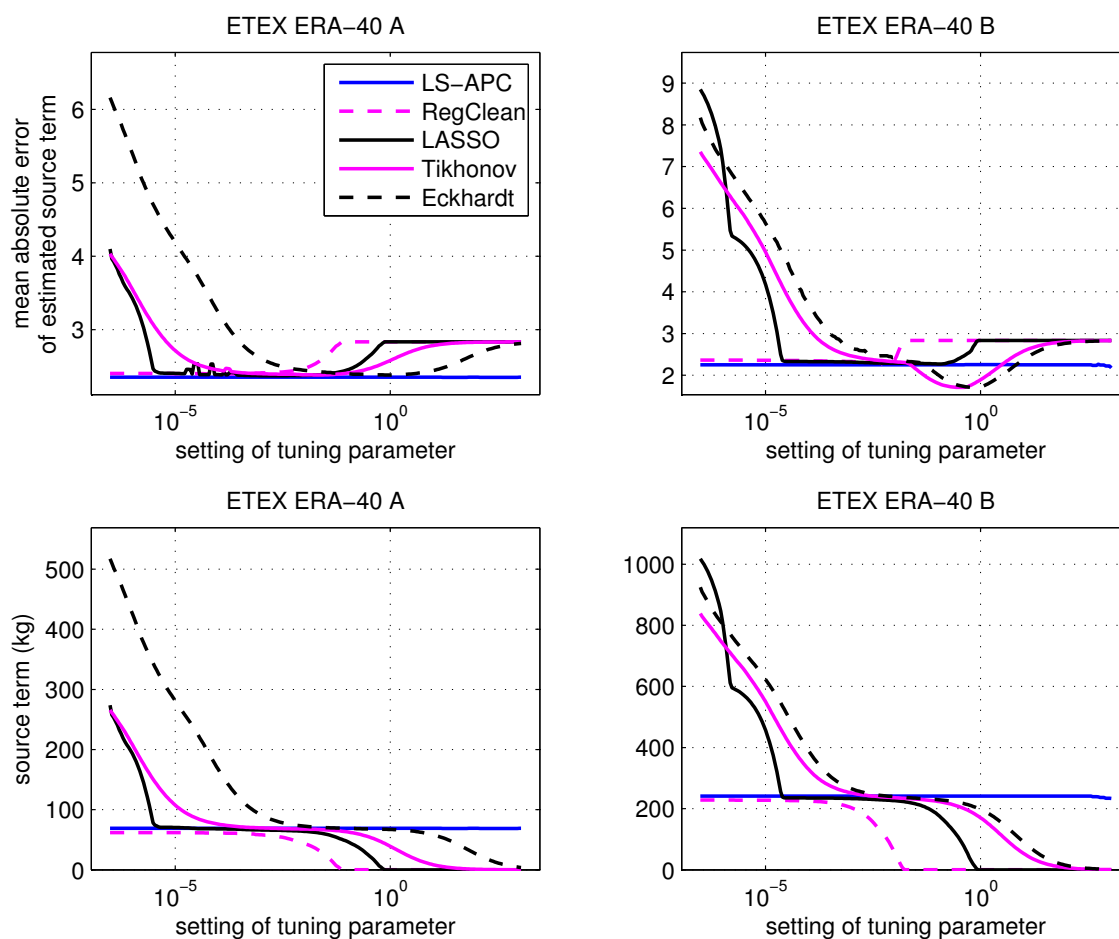 ETEX ERA−40 A
6
5
4
3
mean absolute error
of estimated source term
LS−APC
RegClean
LASSO
Tikhonov
Eckhardt
10^−5
10^0
setting of tuning parameter
ETEX ERA−40 B
9
8
7
6
5
4
3
2
10^−5
10^0
setting of tuning parameter
ETEX ERA−40 A
500
400
300
200
100
0
source term (kg)
10^−5
10^0
setting of tuning parameter
ETEX ERA−40 B
1000
800
600
400
200
0
10^−5
10^0
setting of tuning parameter